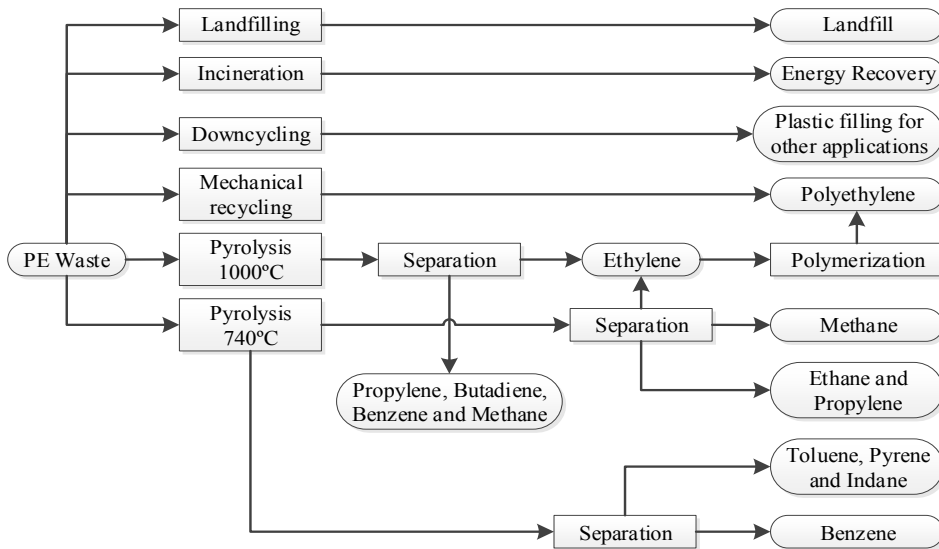 Landfilling
Landfill
Incineration
Energy Recovery
Downcycling
Plastic filling for
other applications
Mechanical
recycling
Polyethylene
PE Waste
Pyrolysis
1000ºC
Separation
Ethylene
Polymerization
Pyrolysis
740ºC
Separation
Methane
Propylene, Butadiene,
Benzene and Methane
Ethane and
Propylene
Toluene, Pyrene
and Indane
Separation
Benzene